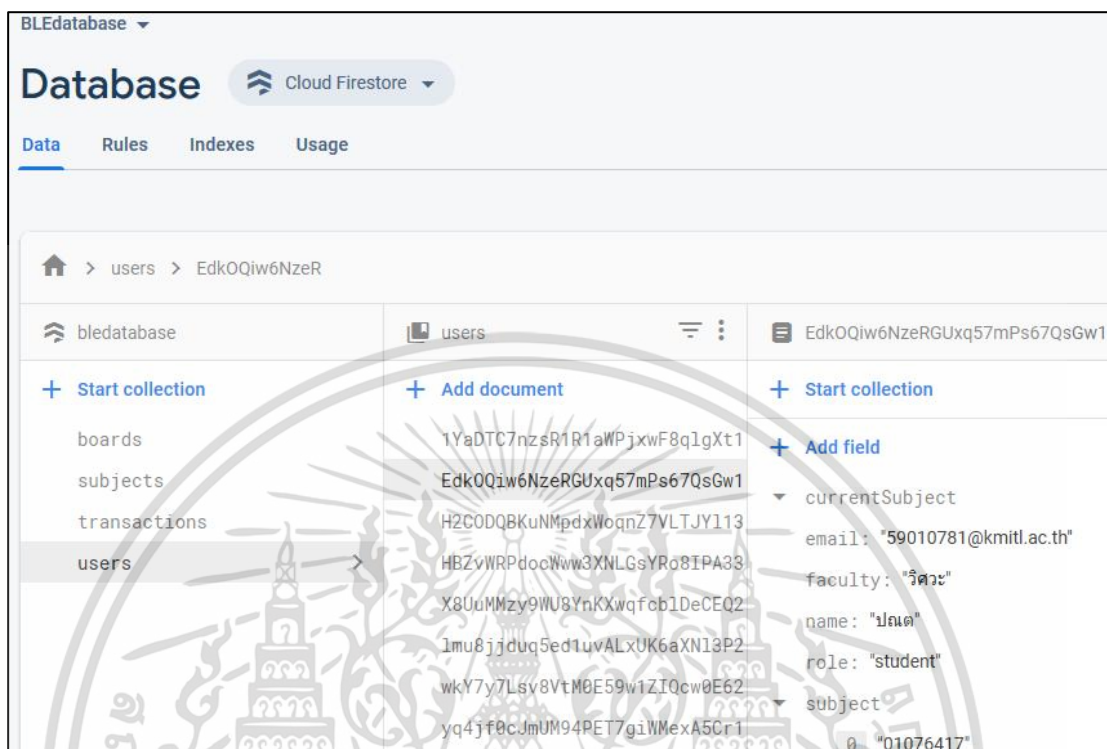 BLEdatabase
Database Cloud Firestore
Data Rules Indexes Usage
users > EdkOQiw6NzeR
bledatabase
Start collection
boards
subjects
transactions
users
users
Add document
1YaDTC7nzsR1R1aWPjxwF8qlgXt1
EdkOQiw6NzeRGUxq57mPs67QsGw1
H2CODQBKuNMpdxWoqnZ7VLTJYl13
HBZvWRPdocWww3XNLGsYRo8IPA33
X8UuMMzy9WU8YnKXwqfcblDeCEQ2
lmu8jjduq5ed1uvALxUK6aXNl3P2
wkY7y7Lsv8VtM0E59w1ZIQcw0E62
yq4jf0cJmUM94PET7giWMexA5Cr1
EdkOQiw6NzeRGUxq57mPs67QsGw1
Start collection
Add field
currentSubject
email: "59010781@kmitl.ac.th"
faculty: "วิศวะ"
name: "ปณต"
role: "student"
subject
0 "01076417"